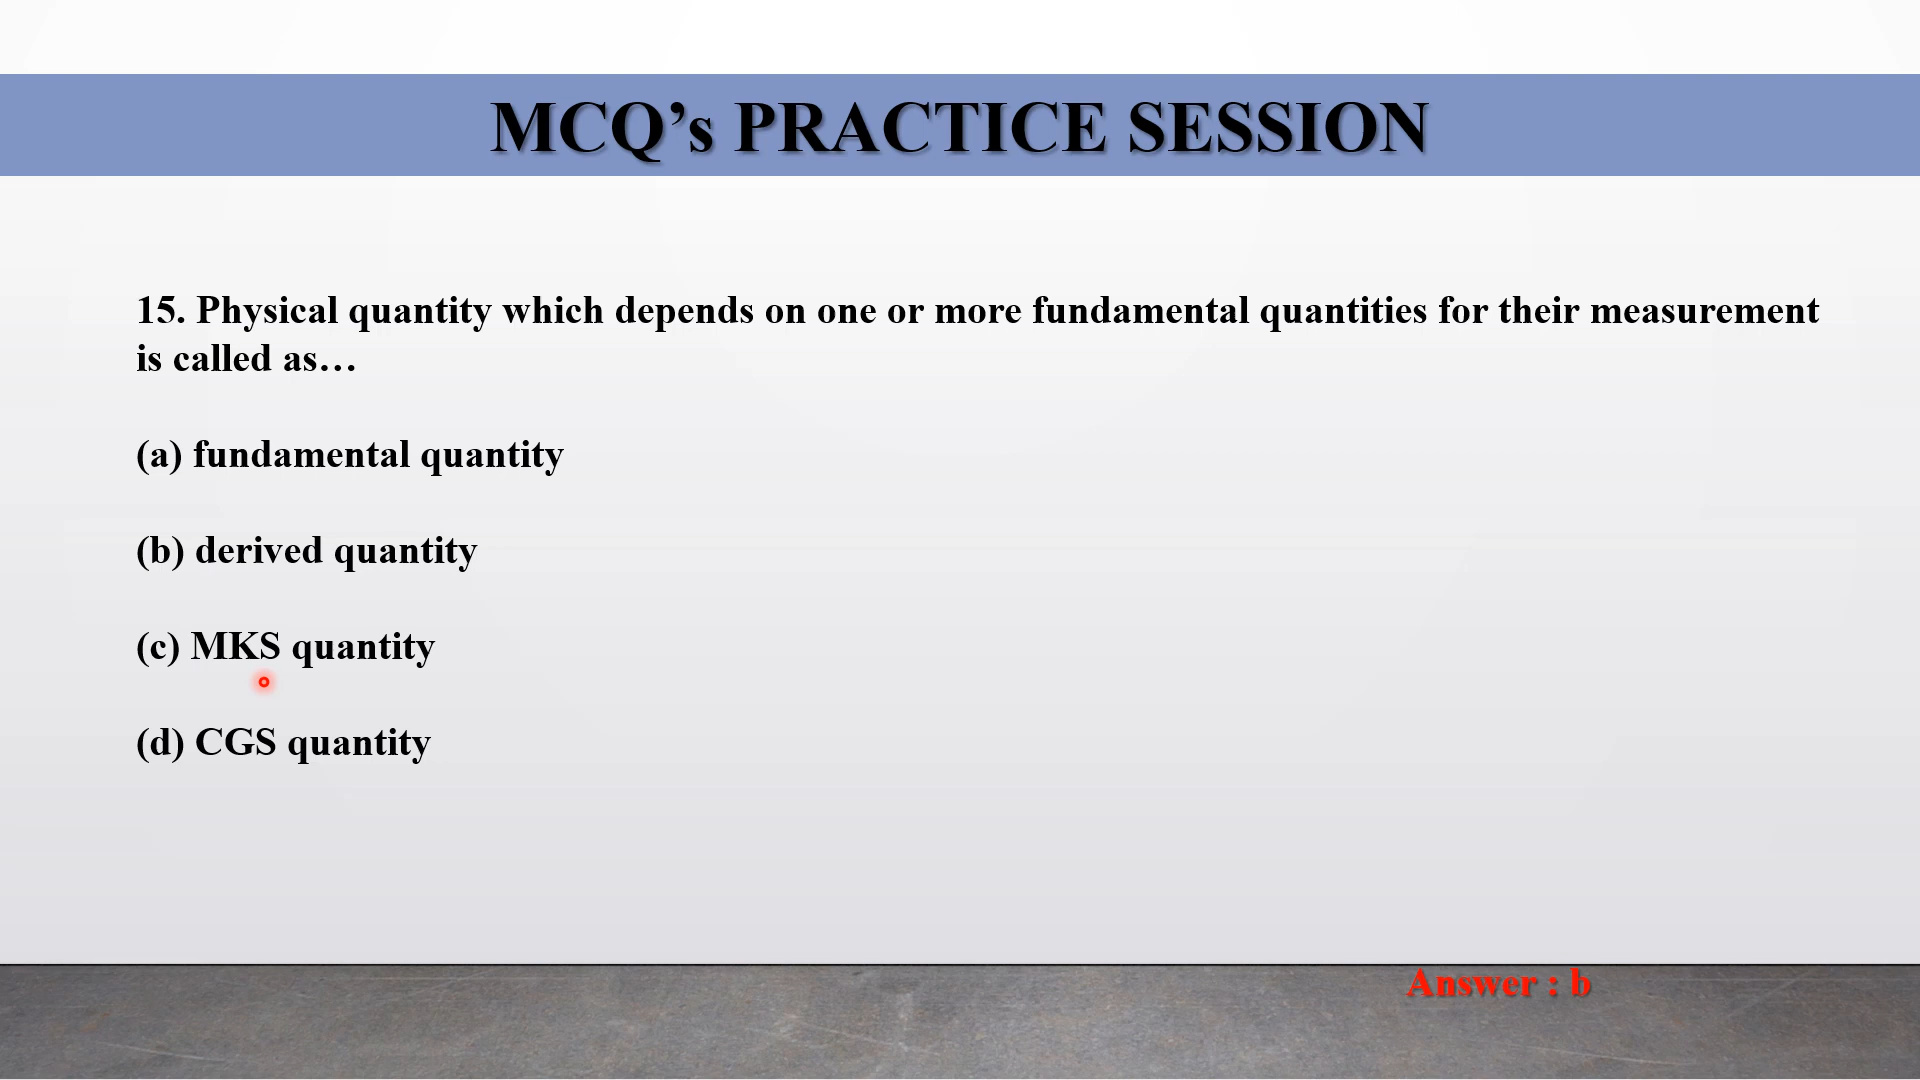 MCQ’s PRACTICE SESSION
15. Physical quantity which depends on one or more fundamental quantities for their measurement
is called as…
(a) fundamental quantity
(b) derived quantity
(c) MKS quantity
(d) CGS quantity
Answer : b